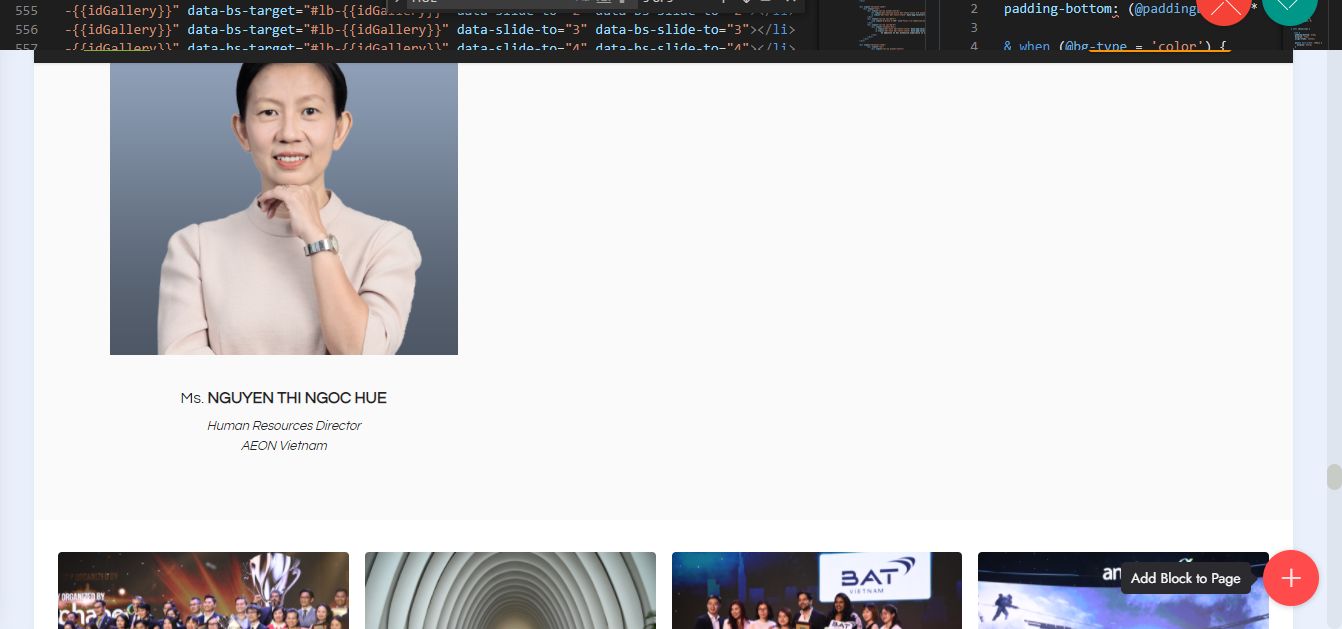 555 -{{idGallery}}" data-bs-target="#lb-{{idGallery}}" data-slide-to="2" data-bs-slide-to="2"></li>
556 -{{idGallery}}" data-bs-target="#lb-{{idGallery}}" data-slide-to="3" data-bs-slide-to="3"></li>
557 -{{idGallery}}" data-bs-target="#lb-{{idGallery}}" data-slide-to="4" data-bs-slide-to="4"></li>
2 padding-bottom: (@padding *
3
4 & when (@bg-type = 'color') {
Ms. NGUYEN THI NGOC HUE
Human Resources Director
AEON Vietnam
ORGANIZED BY
BAT
VIETNAM
BAT
an
Add Block to Page